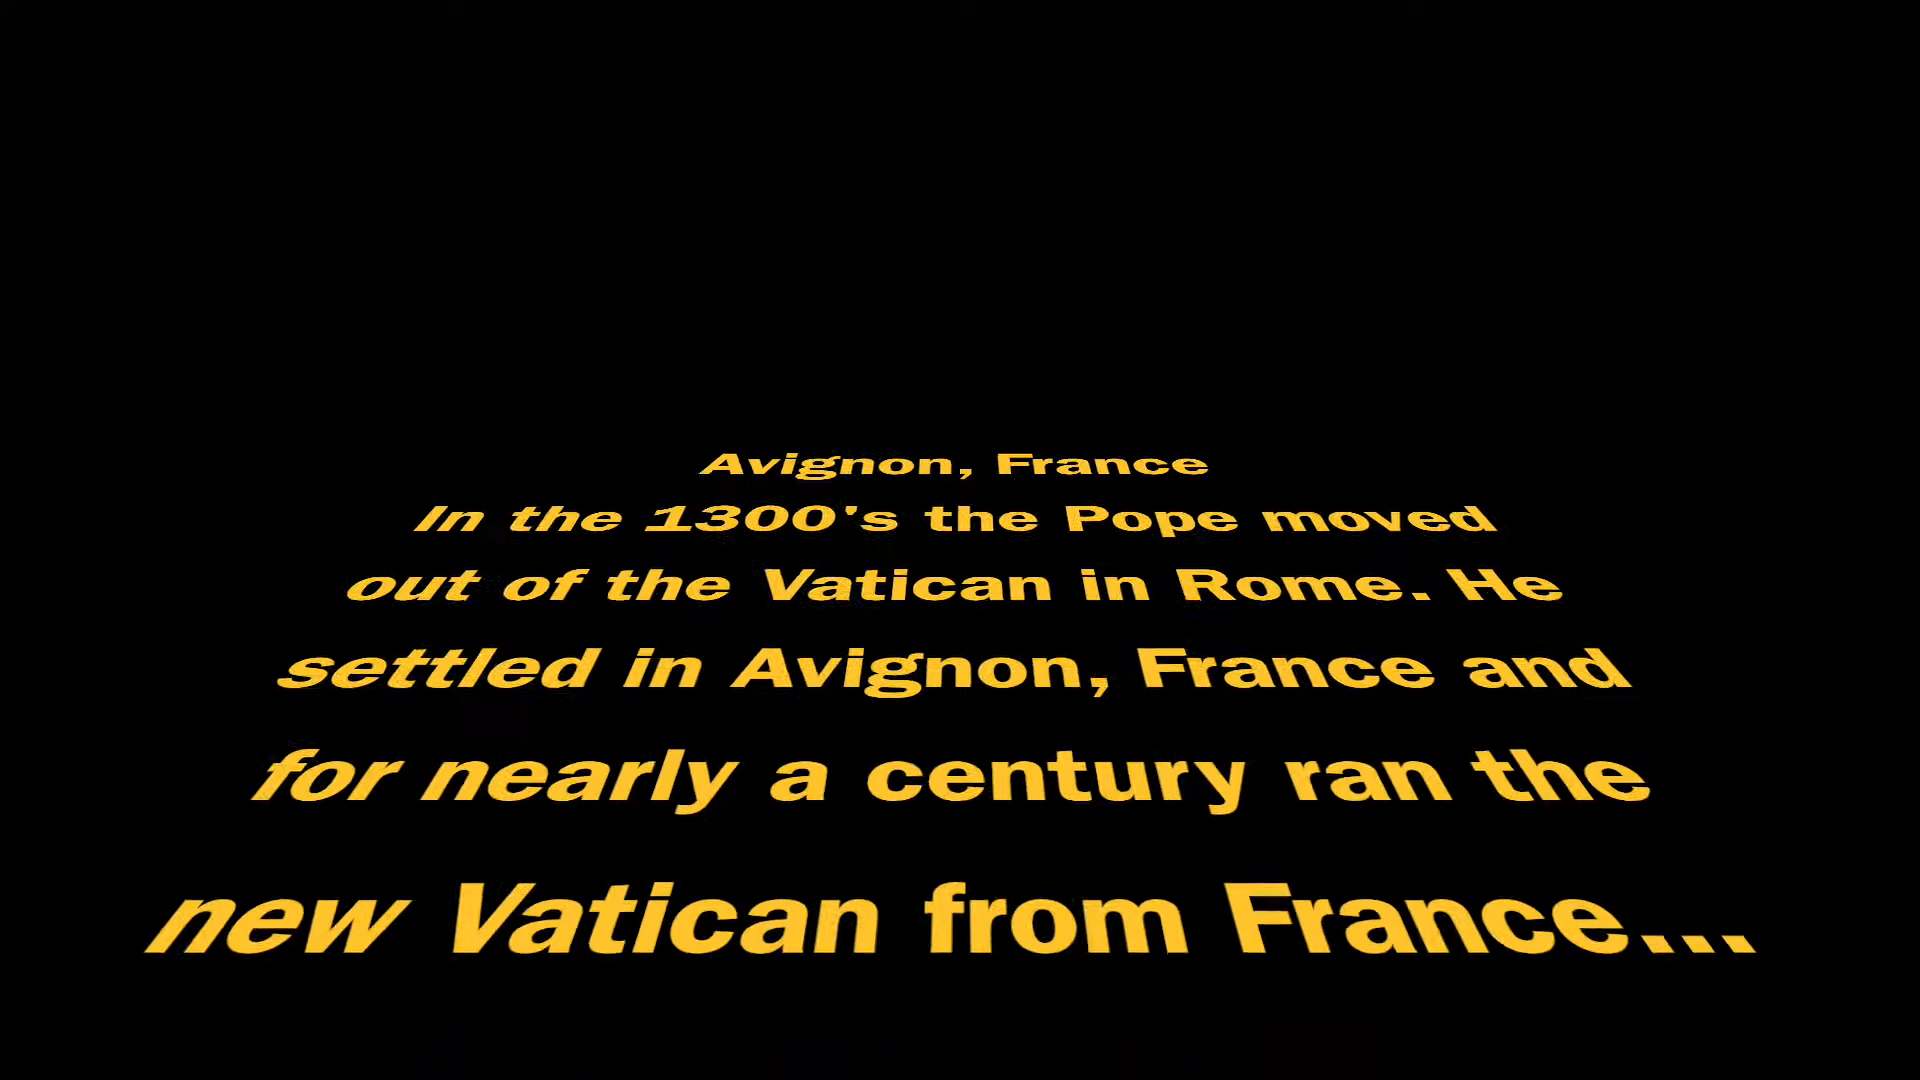 Avignon, France
In the 1300's the Pope moved
out of the Vatican in Rome. He
settled in Avignon, France and
for nearly a century ran the
new Vatican from France...